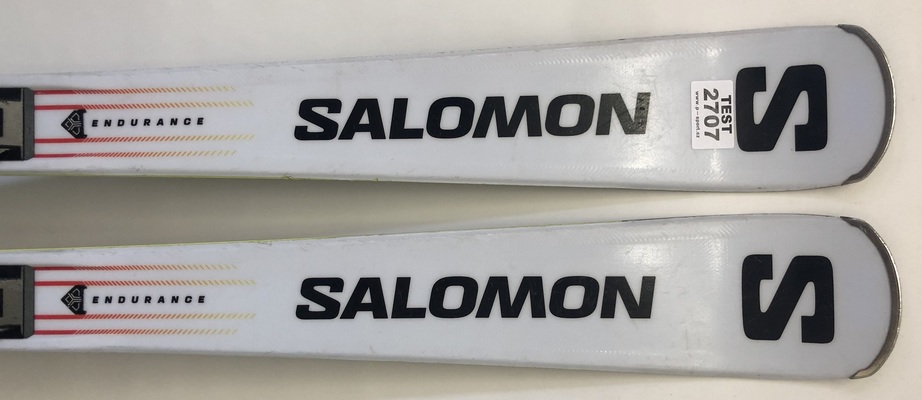 ENDURANCE
SALOMON
TEST
2707
S
ENDURANCE
SALOMON
S